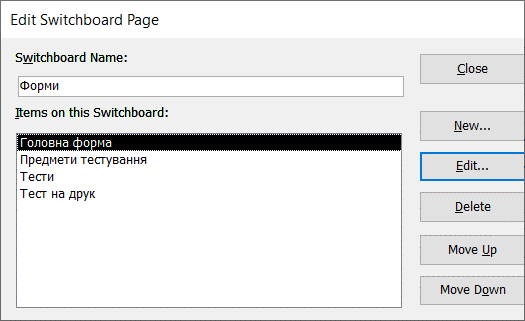 Edit Switchboard Page
Switchboard Name:
Close
Форми
Items on this Switchboard:
New...
Головна форма
Предмети тестування
Edit...
Тести
Тест на друк
Delete
Move Up
Move Down